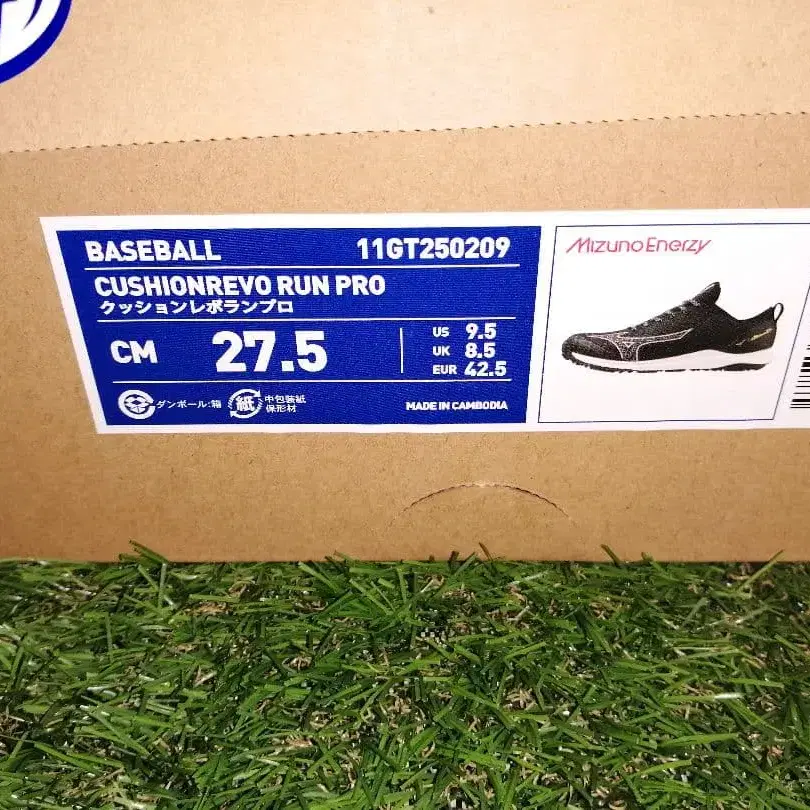 BASEBALL 11GT250209
CUSHIONREVO RUN PRO
クッションレボランプロ
CM 27.5
US 9.5
UK 8.5
EUR 42.5
ダンボール:箱
紙 中包装紙
保形材
MADE IN CAMBODIA
Mizuno Enerzy